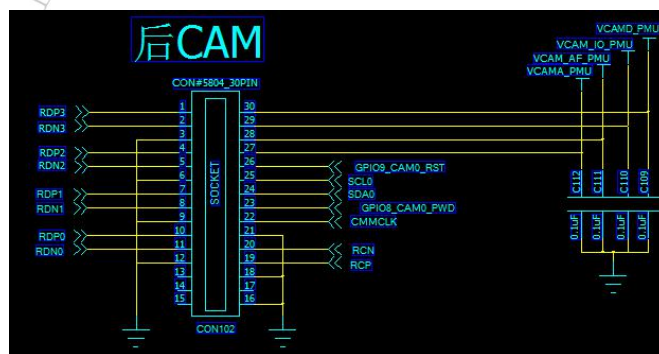 后CAM
VCAMD_PMU
VCAM_IO_PMU
VCAM_AF_PMU
VCAMA_PMU
CON#5804_30PIN
RDP3 1 30
RDN3 2 29
3 28
RDP2 4 27
RDN2 5 26 GPIO9_CAM0_RST
6 25 SCL0
RDP1 7 24 SDA0
RDN1 8 23 GPIO8_CAM0_PWD
9 22 CMMCLK
RDP0 10 21
RDN0 11 20 RCN
12 19 RCP
13 18
14 17
15 16
SOCKET
CON102
C112 C111 C110 C109
0.1uF 0.1uF 0.1uF 0.1uF